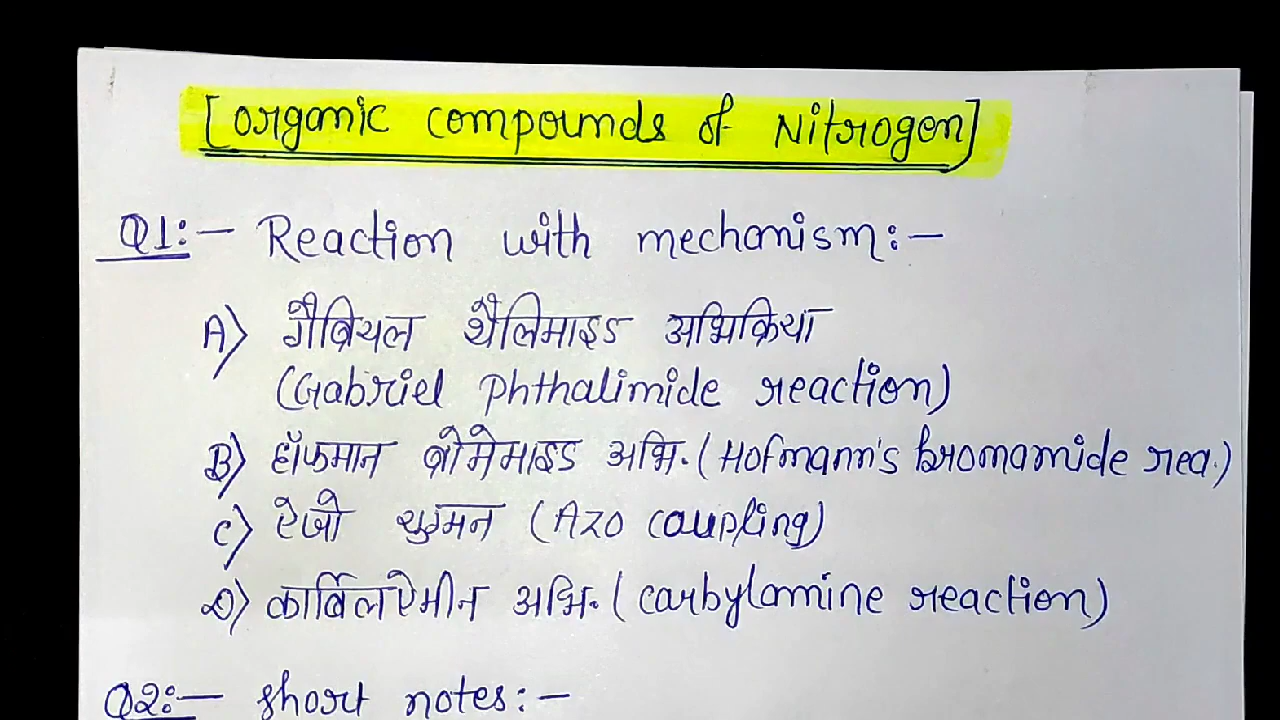 [Organic compounds of Nitrogen]
Q1:- Reaction with mechanism:-
A) गैब्रियल थैलिमाइड अभिक्रिया
(Gabriel Phthalimide reaction)
B) हॉफमान ब्रोमेमाइड अभि. (Hofmann's bromamide rea.)
C) ऐजो युग्मन (Azo coupling)
D) कार्बिलऐमीन अभि. (carbylamine reaction)
Q2:- short notes:-